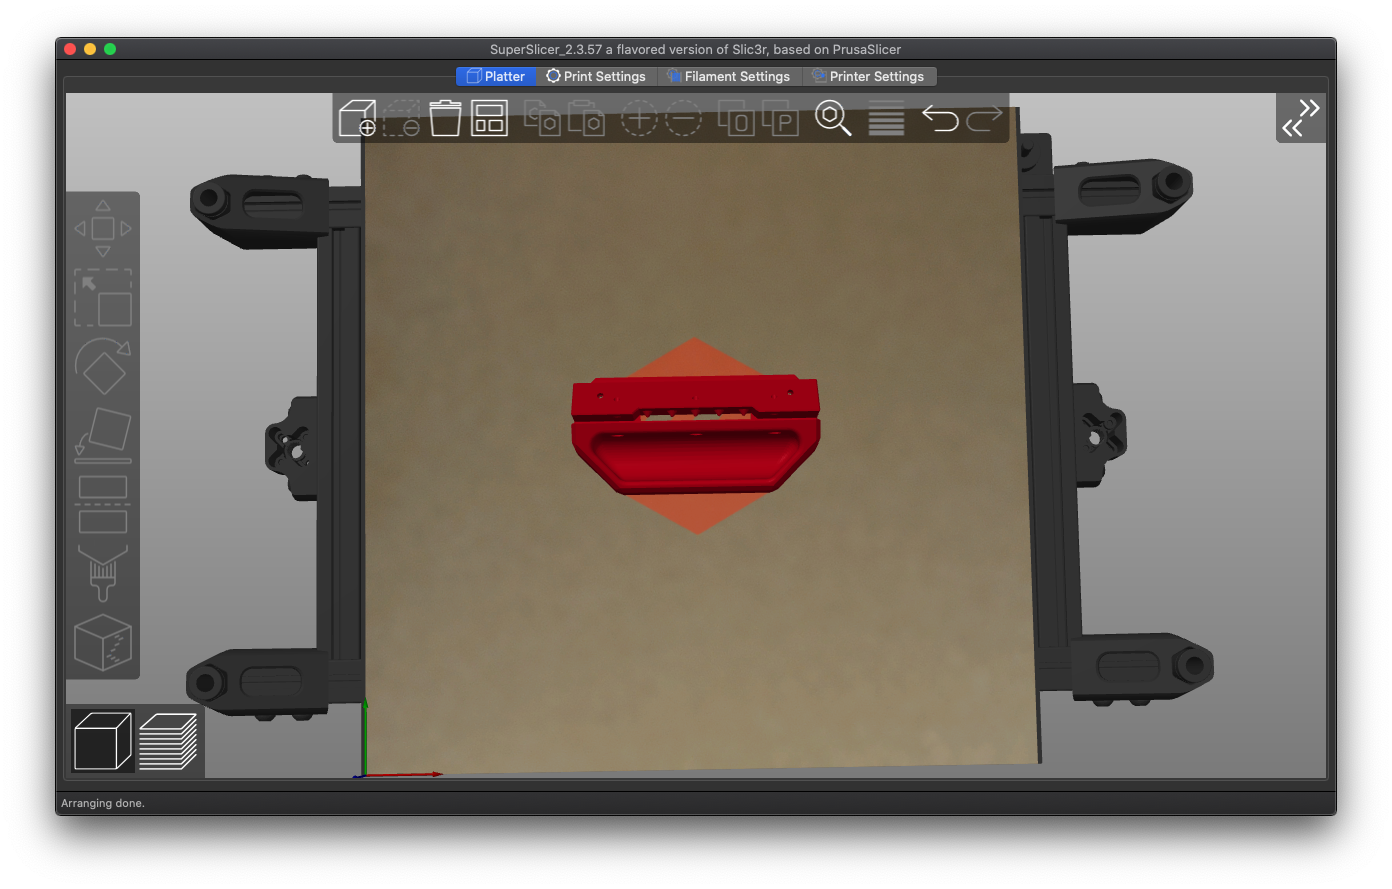 SuperSlicer_2.3.57 a flavored version of Slic3r, based on PrusaSlicer
Platter Print Settings Filament Settings Printer Settings
C
O P
Arranging done.